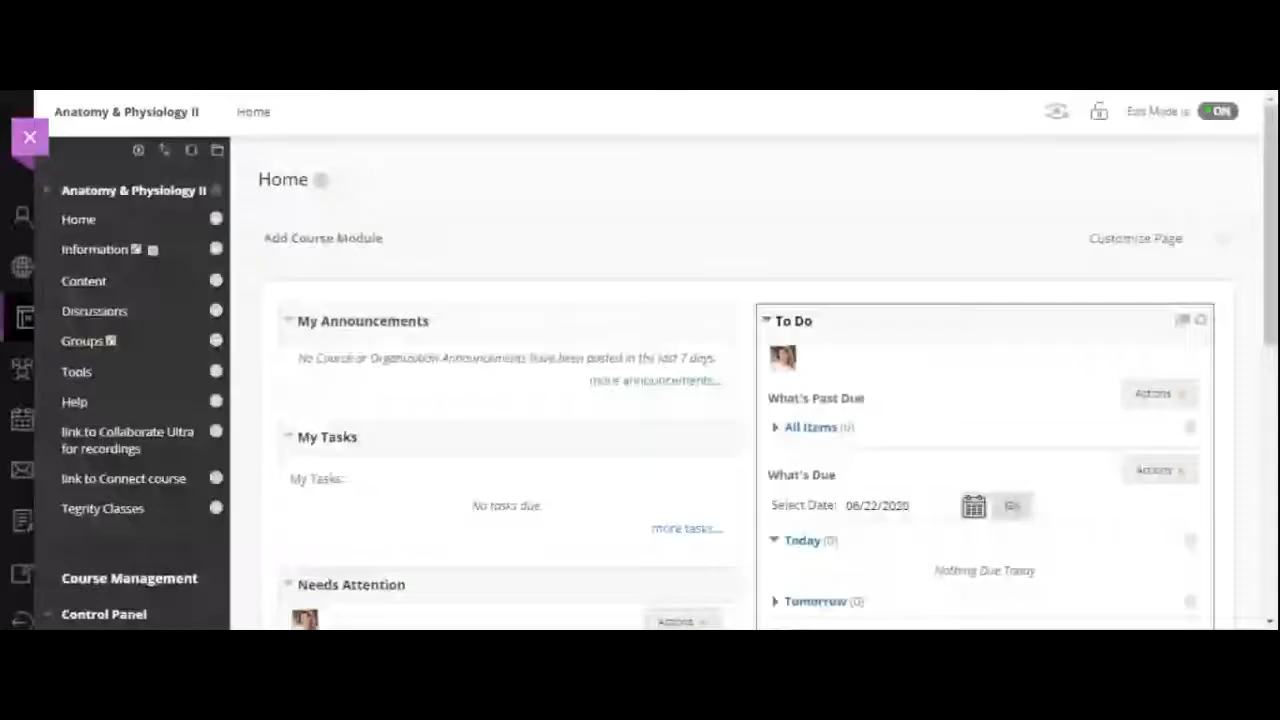 Anatomy & Physiology II
Home
Edit Mode is
ON
Anatomy & Physiology II
Home
Information
Content
Discussions
Groups
Tools
Help
link to Collaborate Ultra
for recordings
link to Connect course
Tegrity Classes
Course Management
Control Panel
Home
Add Course Module
Customize Page
My Announcements
No Course or Organization Announcements have been posted in the last 7 days.
more announcements...
My Tasks
My Tasks:
No tasks due.
more tasks...
Needs Attention
Actions
To Do
What's Past Due
Actions
All Items (0)
What's Due
Actions
Select Date: 06/22/2020
Go
Today (0)
Nothing Due Today
Tomorrow (0)